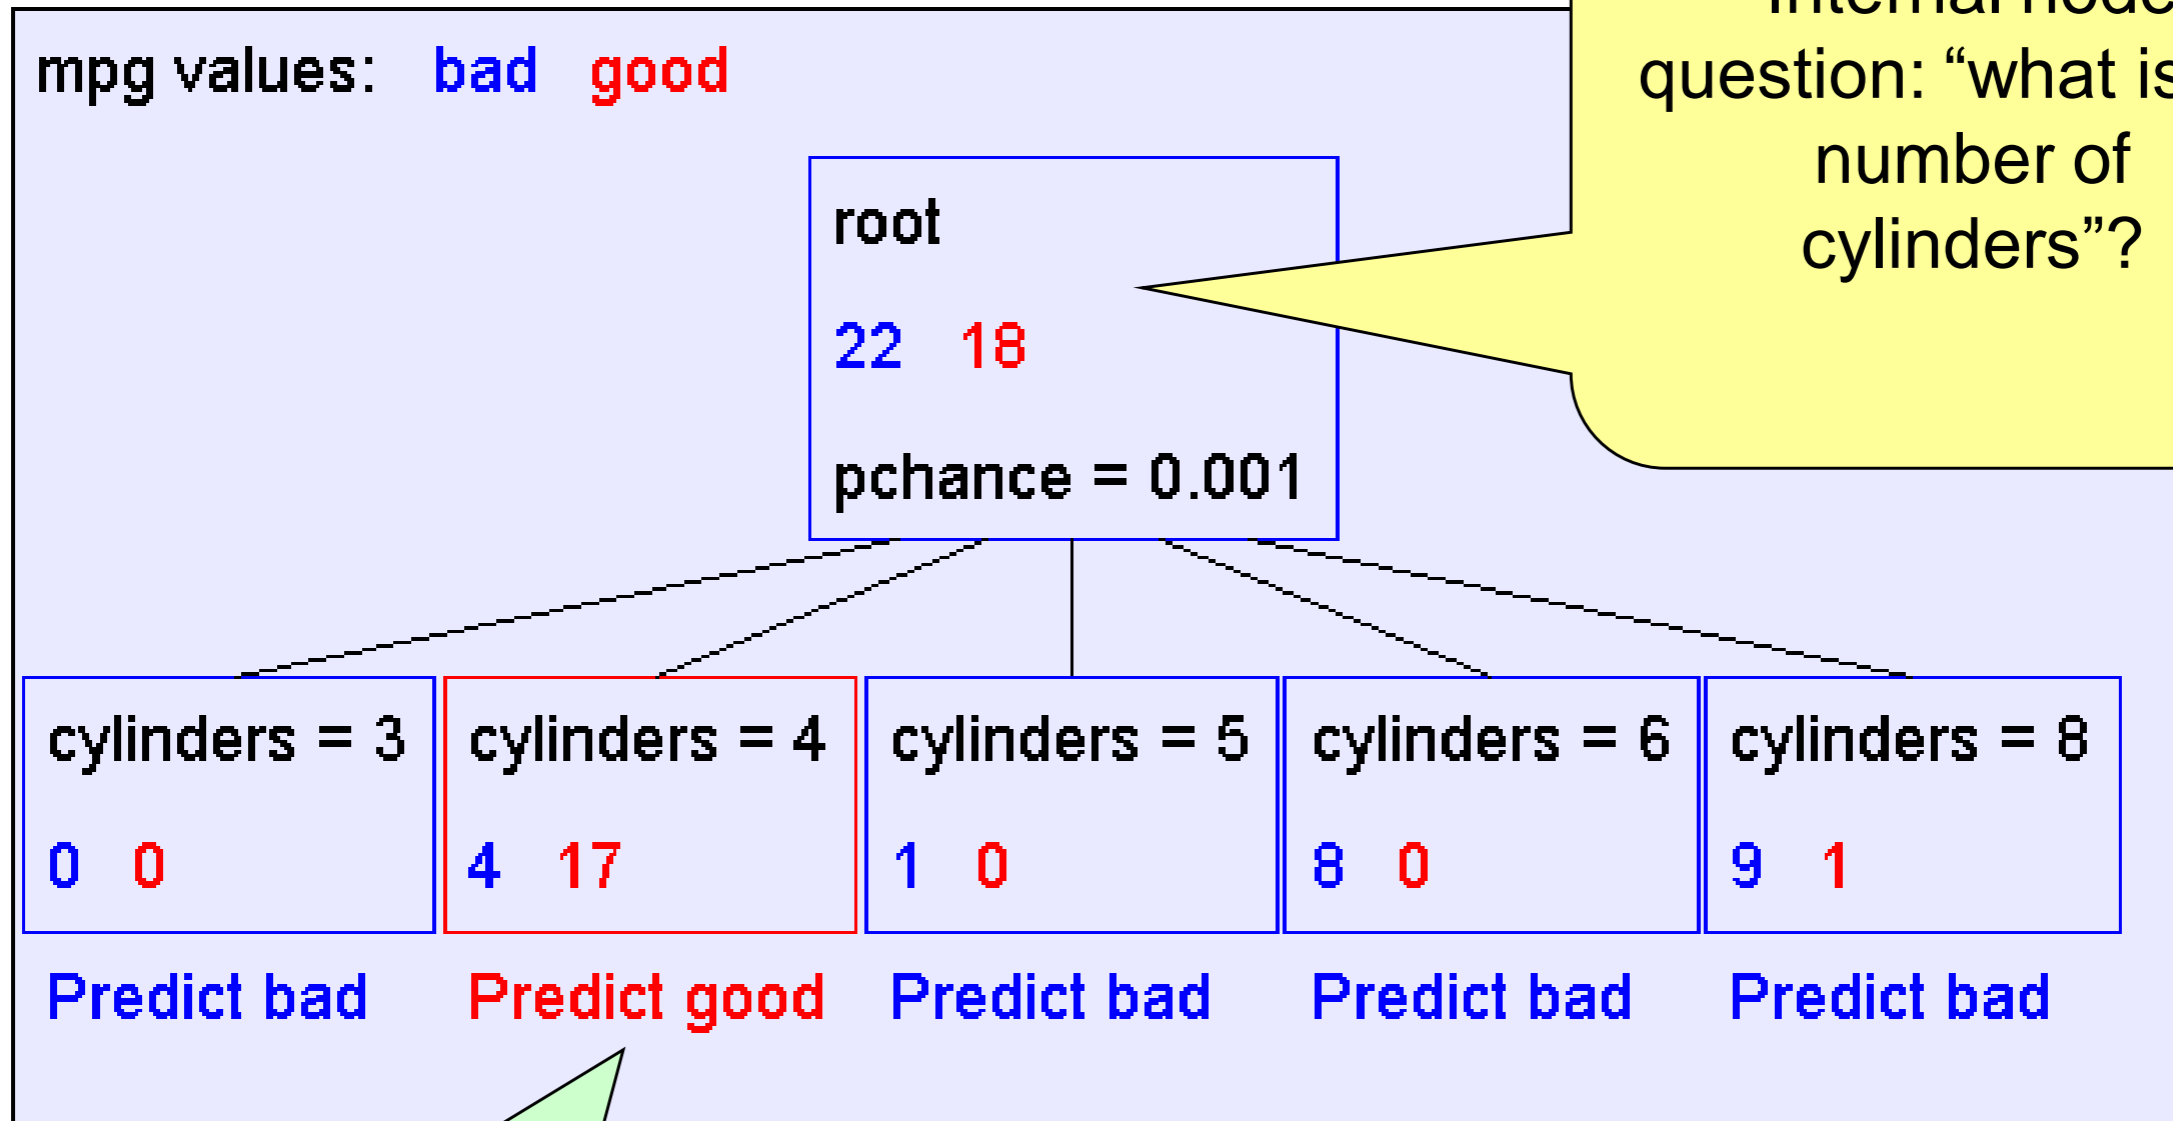 mpg values: bad good
Internal node
question: “what is
number of
cylinders”?
root
22 18
pchance = 0.001
cylinders = 3
0 0
Predict bad
cylinders = 4
4 17
Predict good
cylinders = 5
1 0
Predict bad
cylinders = 6
8 0
Predict bad
cylinders = 8
9 1
Predict bad